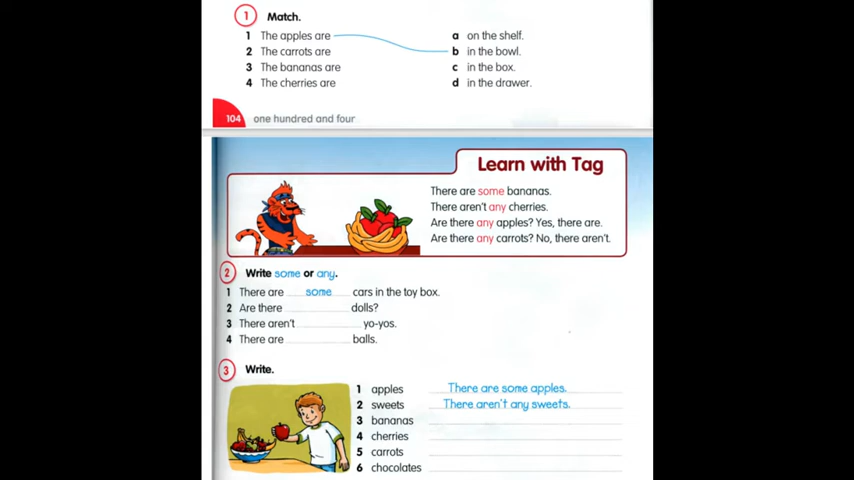 1 Match.
1 The apples are a on the shelf.
2 The carrots are b in the bowl.
3 The bananas are c in the box.
4 The cherries are d in the drawer.
104 one hundred and four
Learn with Tag
There are some bananas.
There aren't any cherries.
Are there any apples? Yes, there are.
Are there any carrots? No, there aren't.
2 Write some or any.
1 There are some cars in the toy box.
2 Are there dolls?
3 There aren't yo-yos.
4 There are balls.
3 Write.
1 apples There are some apples.
2 sweets There aren't any sweets.
3 bananas
4 cherries
5 carrots
6 chocolates